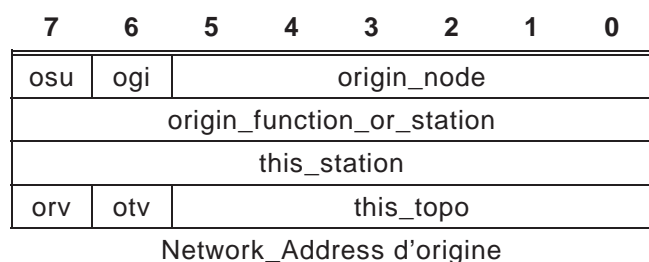 7 6 5 4 3 2 1 0
osu ogi origin_node
origin_function_or_station
this_station
orv otv this_topo
Network_Address d'origine